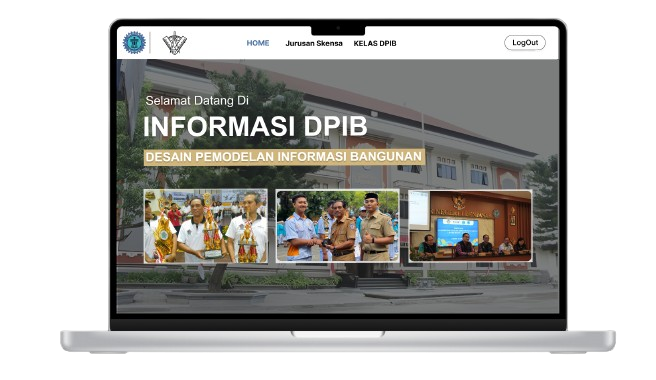 HOME
Jurusan Skensa
KELAS DPIB
LogOut
Selamat Datang Di
INFORMASI DPIB
DESAIN PEMODELAN INFORMASI BANGUNAN